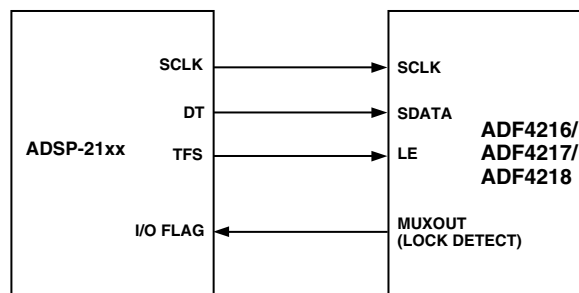 ADSP-21xx
SCLK
DT
TFS
I/O FLAG
SCLK
SDATA
LE
MUXOUT
(LOCK DETECT)
ADF4216/
ADF4217/
ADF4218